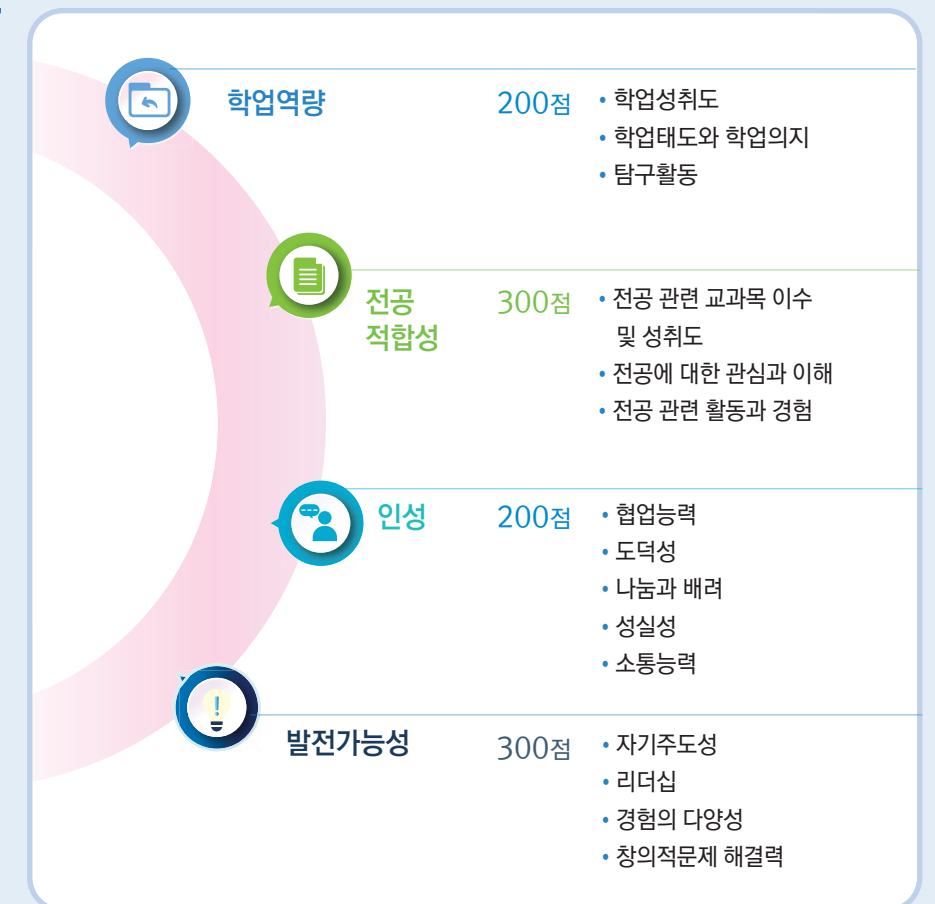 학업역량 200점 • 학업성취도
• 학업태도와 학업의지
• 탐구활동
전공 300점 • 전공 관련 교과목 이수
적합성 및 성취도
• 전공에 대한 관심과 이해
• 전공 관련 활동과 경험
인성 200점 • 협업능력
• 도덕성
• 나눔과 배려
• 성실성
• 소통능력
발전가능성 300점 • 자기주도성
• 리더십
• 경험의 다양성
• 창의적문제 해결력